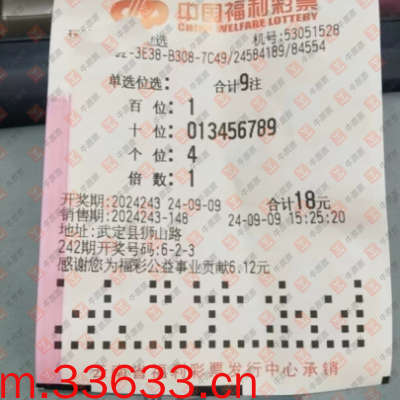 中国福利彩票
CHINA WELFARE LOTTERY
机号:53051528
-3E38-B308-7C49/24584189/84554
单选位选: 合计9注
百位:1
十位:013456789
个位:4
倍数:1
开奖期:2024243 24-09-09 合计18元
销售期:2024243-148 24-09-09 15:25:20
地址:武定县狮山路
242期开奖号码:6-2-3
感谢您为福彩公益事业贡献6.12元
省福利彩票发行中心承销
m.33633.cn